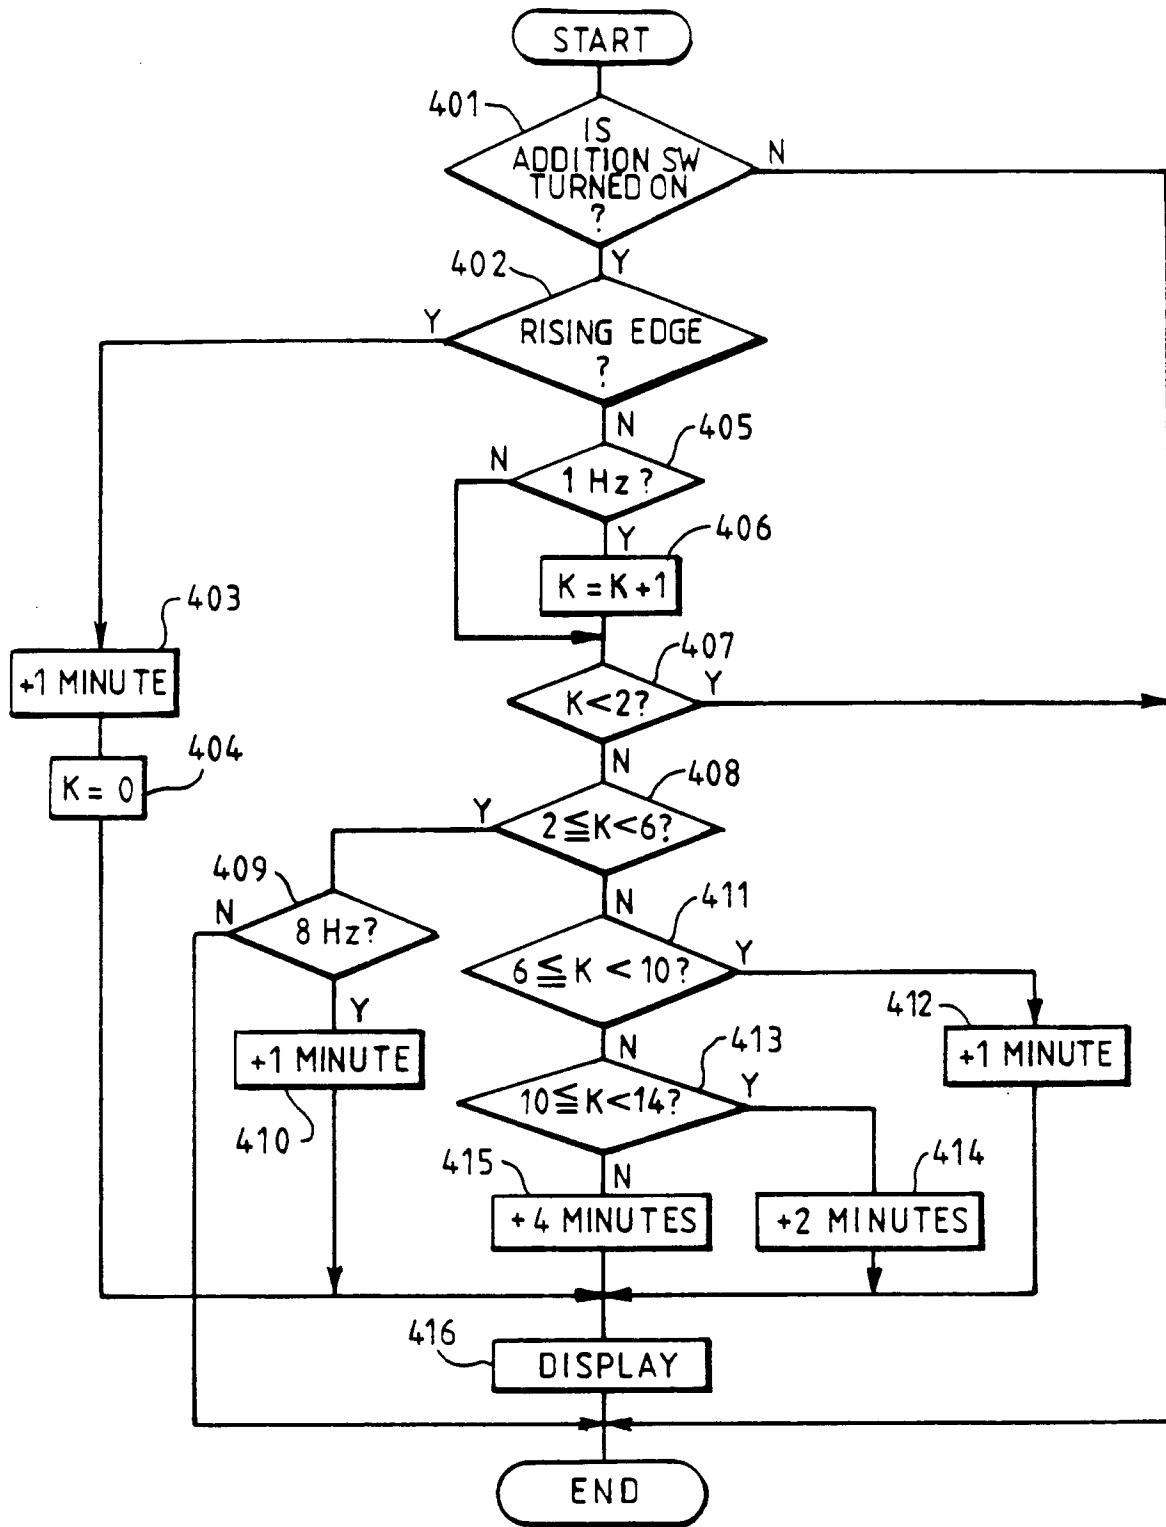 START
401
IS
ADDITION SW
TURNED ON
?
N
Y
402
RISING EDGE
?
Y
N
405
1 Hz?
N
Y
406
K = K+1
403
+1 MINUTE
407
K<2?
Y
N
404
K = 0
408
2≦K<6?
Y
N
409
8 Hz?
N
Y
411
6≦K<10?
Y
N
412
+1 MINUTE
+1 MINUTE
410
413
10≦K<14?
Y
N
415
+4 MINUTES
414
+2 MINUTES
416
DISPLAY
END